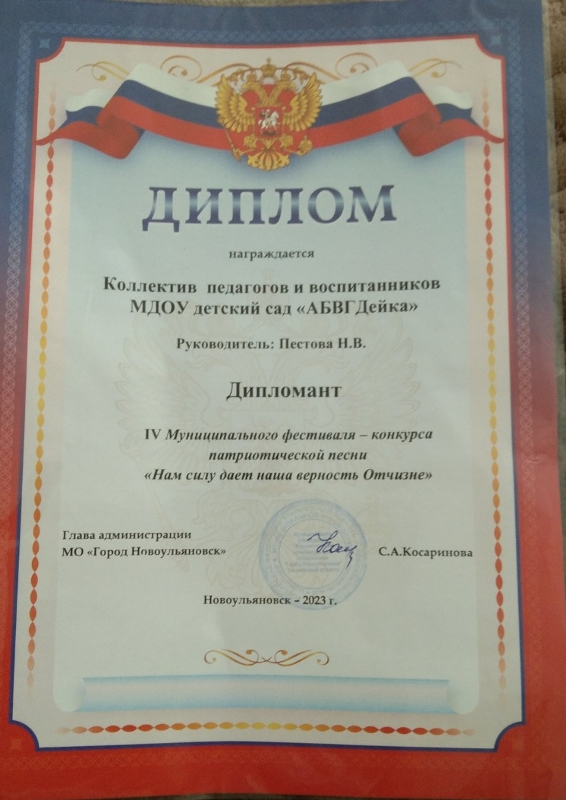 ДИПЛОМ
награждается
Коллектив педагогов и воспитанников
МДОУ детский сад «АБВГДейка»
Руководитель: Пестова Н.В.
Дипломант
IV Муниципального фестиваля – конкурса
патриотической песни
«Нам силу дает наша верность Отчизне»
Глава администрации
МО «Город Новоульяновск»
С.А.Косаринова
Новоульяновск – 2023 г.